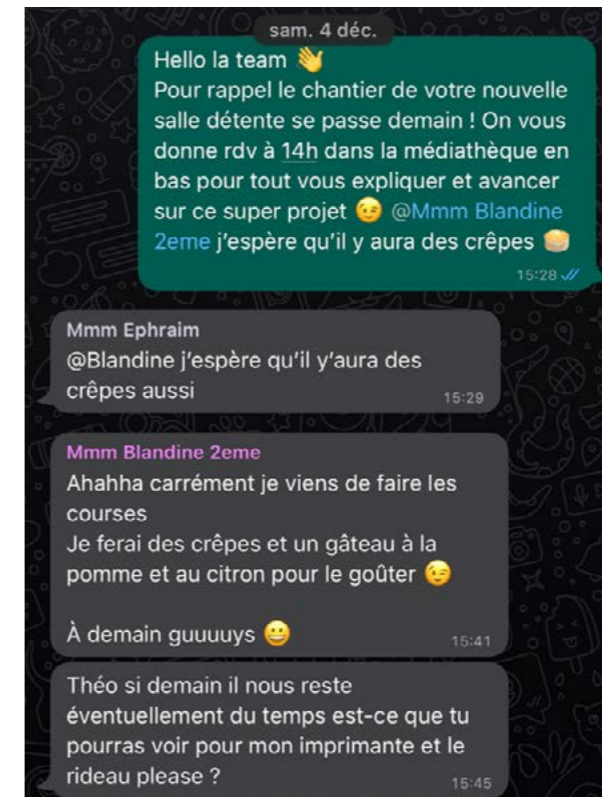 sam. 4 déc.
Hello la team 👋
Pour rappel le chantier de votre nouvelle
salle détente se passe demain ! On vous
donne rdv à 14h dans la médiathèque en
bas pour tout vous expliquer et avancer
sur ce super projet 😉 @Mmm Blandine
2eme j'espère qu'il y aura des crêpes 🥞
15:28
Mmm Ephraim
@Blandine j'espère qu'il y'aura des
crêpes aussi
15:29
Mmm Blandine 2eme
Ahahha carrément je viens de faire les
courses
Je ferai des crêpes et un gâteau à la
pomme et au citron pour le goûter 😉
À demain guuuuys 😀
15:41
Théo si demain il nous reste
éventuellement du temps est-ce que tu
pourras voir pour mon imprimante et le
rideau please ?
15:45